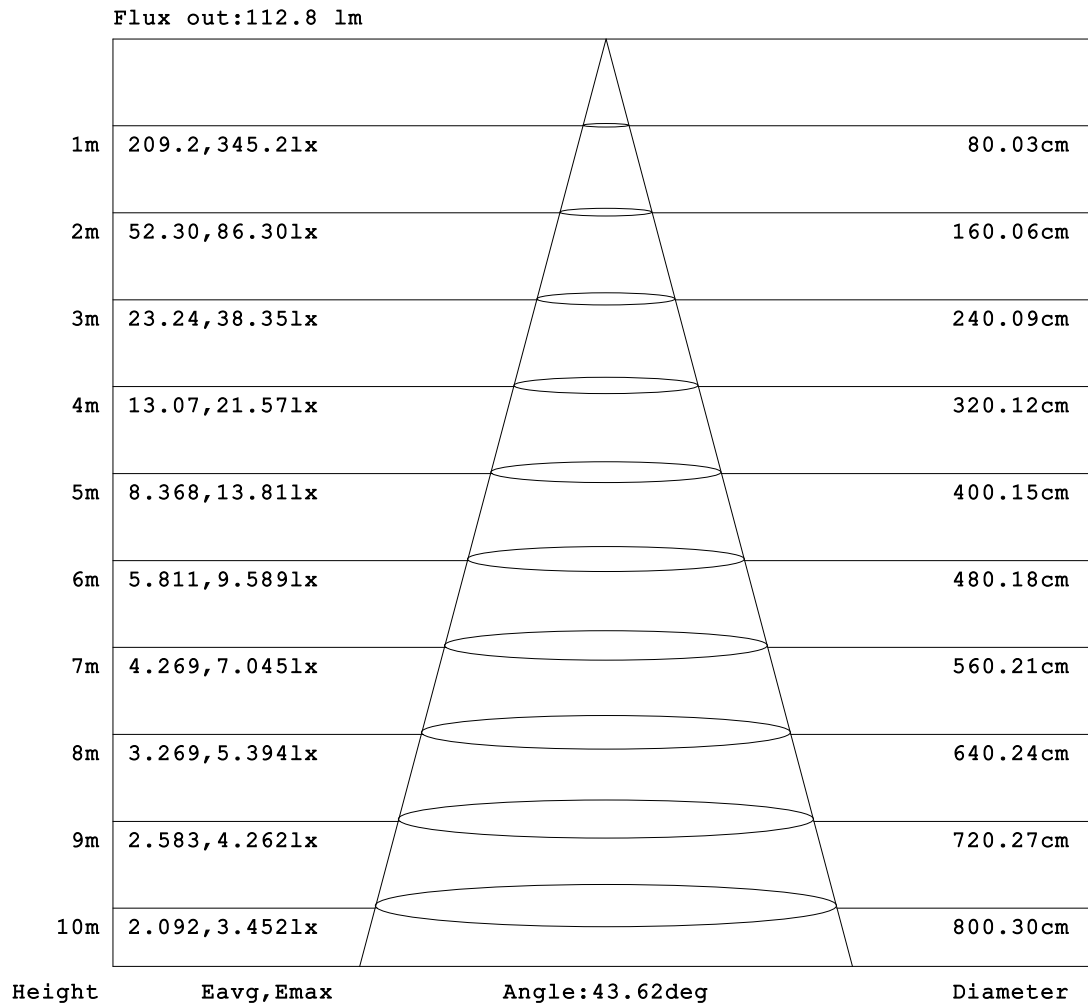 Flux out:112.8 lm
1m 209.2,345.2lx 80.03cm
2m 52.30,86.30lx 160.06cm
3m 23.24,38.35lx 240.09cm
4m 13.07,21.57lx 320.12cm
5m 8.368,13.81lx 400.15cm
6m 5.811,9.589lx 480.18cm
7m 4.269,7.045lx 560.21cm
8m 3.269,5.394lx 640.24cm
9m 2.583,4.262lx 720.27cm
10m 2.092,3.452lx 800.30cm
Height Eavg,Emax Angle:43.62deg Diameter